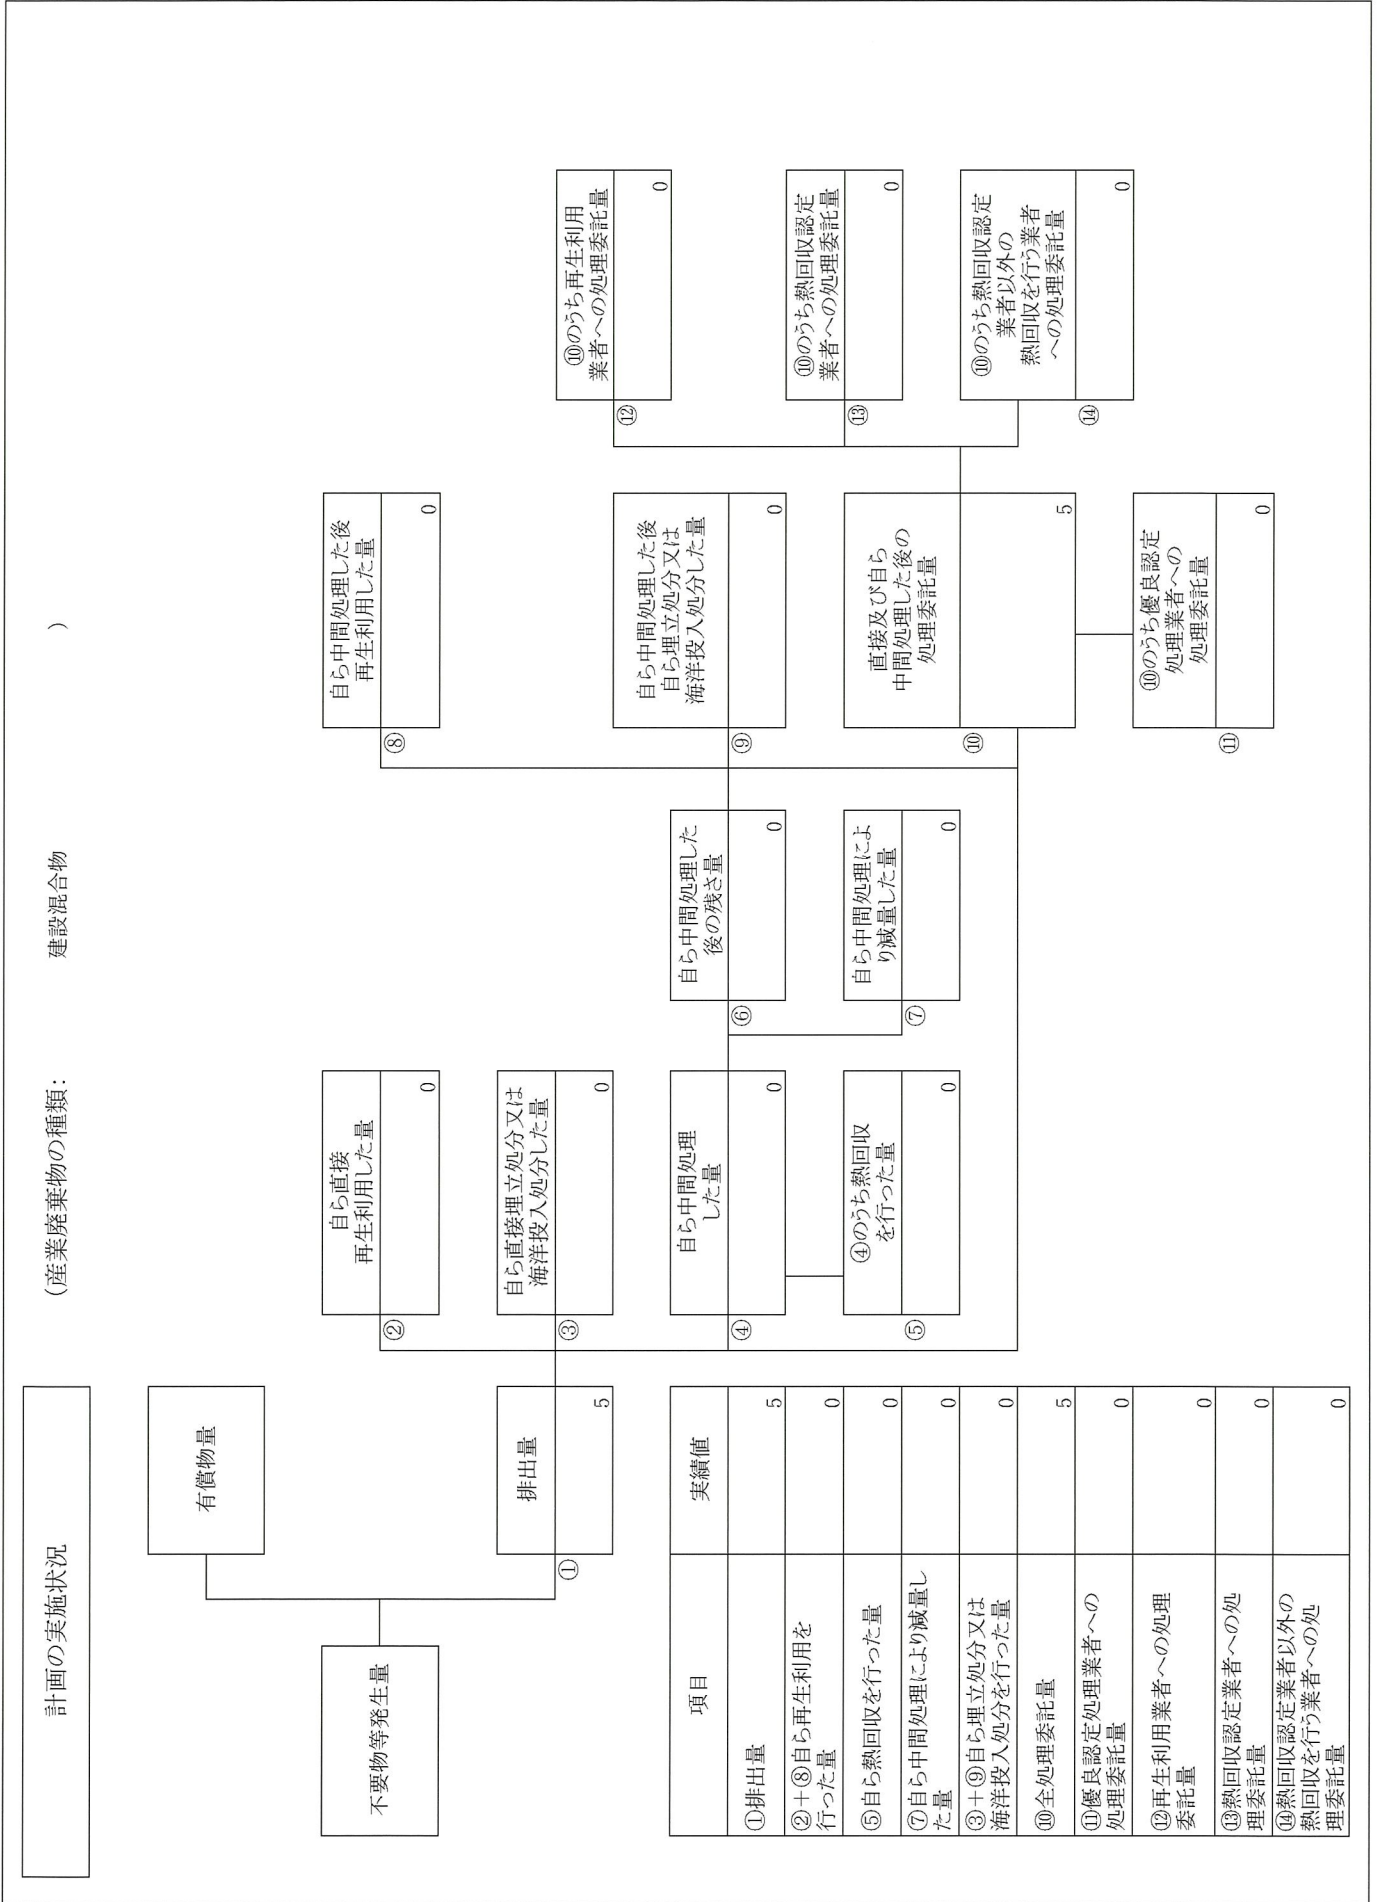 計画の実施状況
(産業廃棄物の種類: 建設混合物 )
有償物量
不要物等発生量
排出量
①
5
自ら直接
再生利用した量
②
0
自ら直接埋立処分又は
海洋投入処分した量
③
0
自ら中間処理
した量
④
0
④のうち熱回収
を行った量
⑤
0
自ら中間処理した
後の残さ量
⑥
0
自ら中間処理によ
り減量した量
⑦
0
自ら中間処理した後
再生利用した量
⑧
0
自ら中間処理した後
自ら埋立処分又は
海洋投入処分した量
⑨
0
直接及び自ら
中間処理した後の
処理委託量
⑩
5
⑩のうち優良認定
処理業者への
処理委託量
⑪
0
⑩のうち再生利用
業者への処理委託量
⑫
0
⑩のうち熱回収認定
業者への処理委託量
⑬
0
⑩のうち熱回収認定
業者以外の
熱回収を行う業者
への処理委託量
⑭
0
項目 実績値
①排出量 5
②+⑧自ら再生利用を
行った量 0
⑤自ら熱回収を行った量 0
⑦自ら中間処理により減量し
た量 0
③+⑨自ら埋立処分又は
海洋投入処分を行った量 0
⑩全処理委託量 5
⑪優良認定処理業者への
処理委託量 0
⑫再生利用業者への処理
委託量 0
⑬熱回収認定業者への処
理委託量 0
⑭熱回収認定業者以外の
熱回収を行う業者への処
理委託量 0